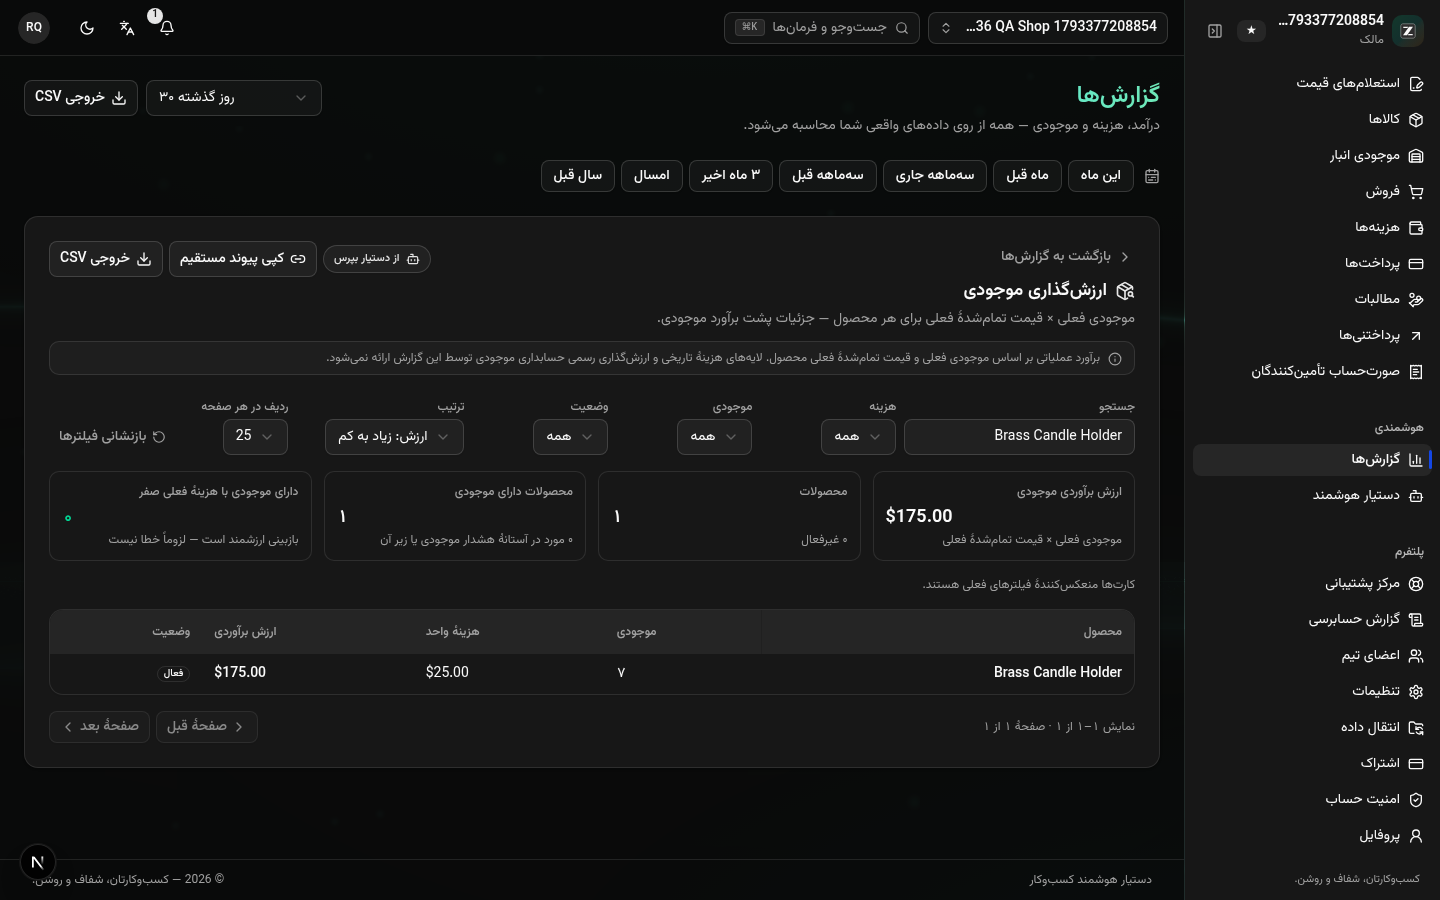 793377208854...
مالک
36 QA Shop 1793377208854...
جست‌وجو و فرمان‌ها
⌘K
1
RQ
استعلام‌های قیمت
کالاها
موجودی انبار
فروش
هزینه‌ها
پرداخت‌ها
مطالبات
پرداختنی‌ها
صورت‌حساب تأمین‌کنندگان
هوشمندی
گزارش‌ها
دستیار هوشمند
پلتفرم
مرکز پشتیبانی
گزارش حسابرسی
اعضای تیم
تنظیمات
انتقال داده
اشتراک
امنیت حساب
پروفایل
کسب‌وکارتان، شفاف و روشن.
گزارش‌ها
درآمد، هزینه و موجودی — همه از روی داده‌های واقعی شما محاسبه می‌شود.
۳۰ روز گذشته
خروجی CSV
این ماه
ماه قبل
سه‌ماهه جاری
سه‌ماهه قبل
۳ ماه اخیر
امسال
سال قبل
بازگشت به گزارش‌ها
از دستیار بپرس
کپی پیوند مستقیم
خروجی CSV
ارزش‌گذاری موجودی
موجودی فعلی × قیمت تمام‌شدهٔ فعلی برای هر محصول — جزئیات پشت برآورد موجودی.
برآورد عملیاتی بر اساس موجودی فعلی و قیمت تمام‌شدهٔ فعلی محصول. لایه‌های هزینهٔ تاریخی و ارزش‌گذاری رسمی حسابداری موجودی توسط این گزارش ارائه نمی‌شود.
جستجو
هزینه
موجودی
وضعیت
ترتیب
ردیف در هر صفحه
Brass Candle Holder
همه
همه
همه
ارزش: زیاد به کم
25
بازنشانی فیلترها
ارزش برآوردی موجودی
$175.00
موجودی فعلی × قیمت تمام‌شدهٔ فعلی
محصولات
۱
۰ غیرفعال
محصولات دارای موجودی
۱
۰ مورد در آستانهٔ هشدار موجودی یا زیر آن
دارای موجودی با هزینهٔ فعلی صفر
۰
بازبینی ارزشمند است — لزوماً خطا نیست
کارت‌ها منعکس‌کنندهٔ فیلترهای فعلی هستند.
محصول
موجودی
هزینهٔ واحد
ارزش برآوردی
وضعیت
Brass Candle Holder
۷
$25.00
$175.00
فعال
نمایش ۱–۱ از ۱ · صفحهٔ ۱ از ۱
صفحهٔ قبل
صفحهٔ بعد
دستیار هوشمند کسب‌وکار
© 2026 — کسب‌وکارتان، شفاف و روشن.